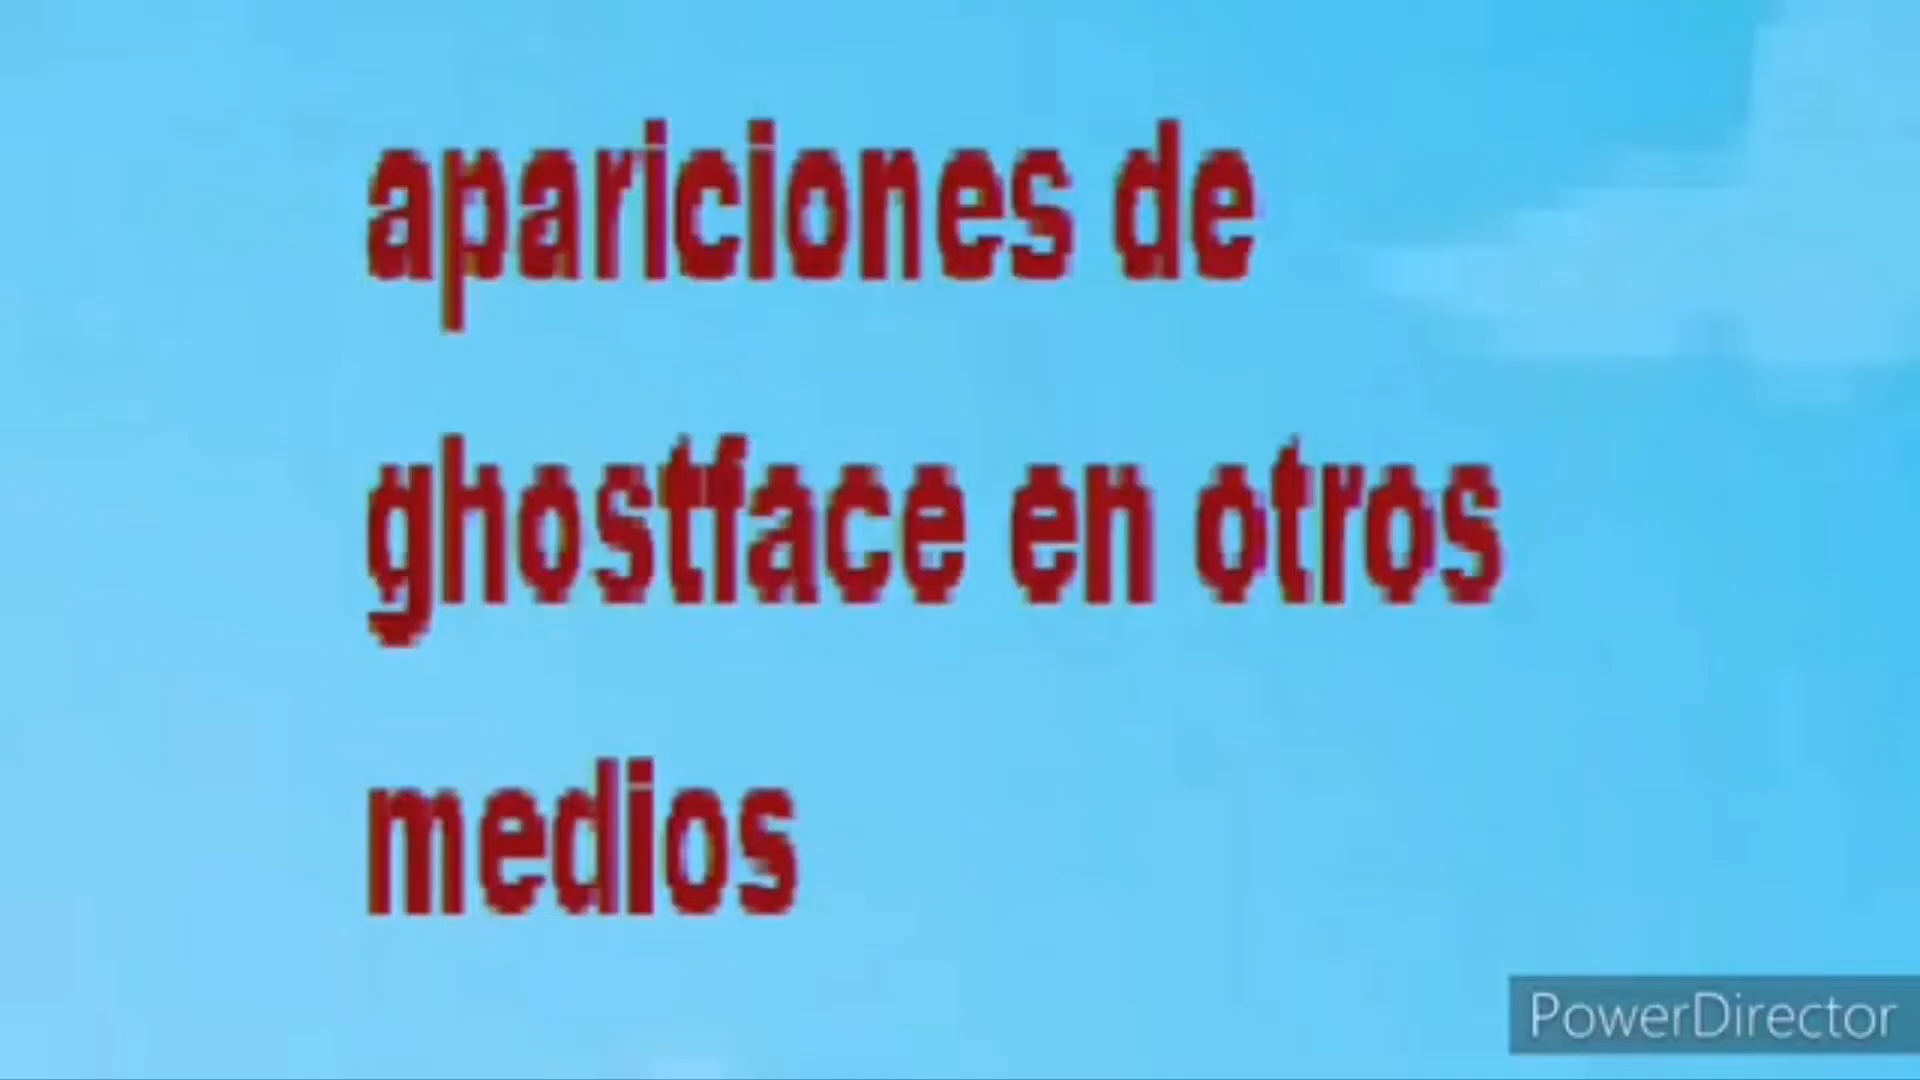 apariciones de
ghostface en otros
medios
PowerDirector